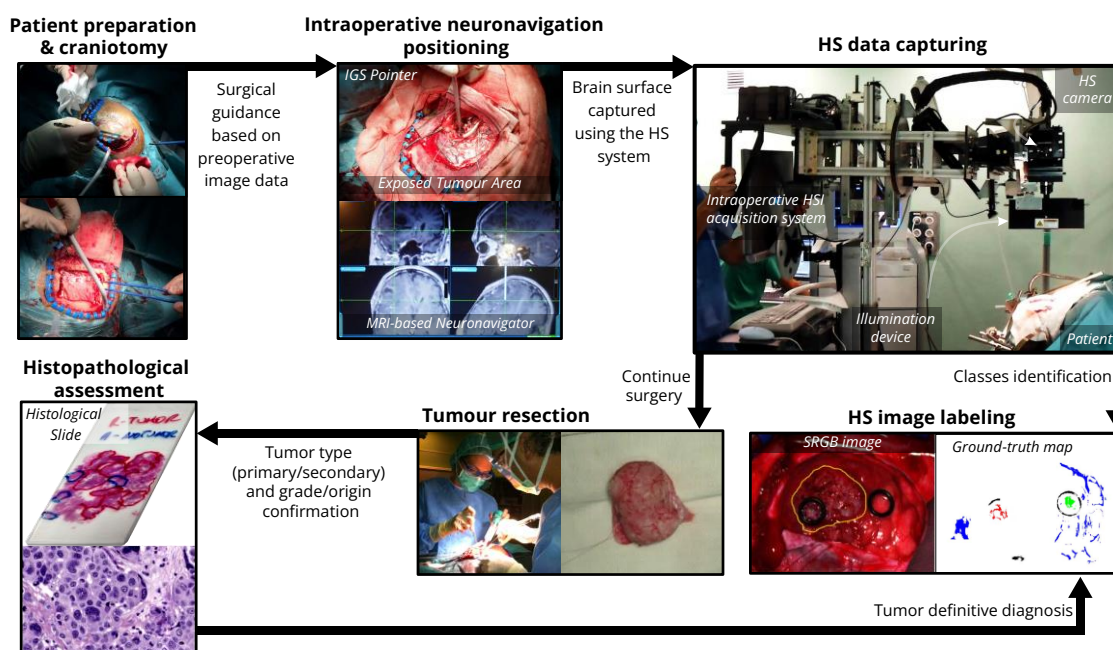 Patient preparation
& craniotomy
Surgical
guidance
based on
preoperative
image data
Intraoperative neuronavigation
positioning
IGS Pointer
Exposed Tumour Area
MRI-based Neuronavigator
Brain surface
captured
using the HS
system
HS data capturing
HS
camera
Intraoperative HSI
acquisition system
Illumination
device
Patient
Continue
surgery
Classes identification
Histopathological
assessment
Histological
Slide
R-TUMOR
Tumor type
(primary/secondary)
and grade/origin
confirmation
Tumour resection
HS image labeling
SRGB image
Ground-truth map
Tumor definitive diagnosis